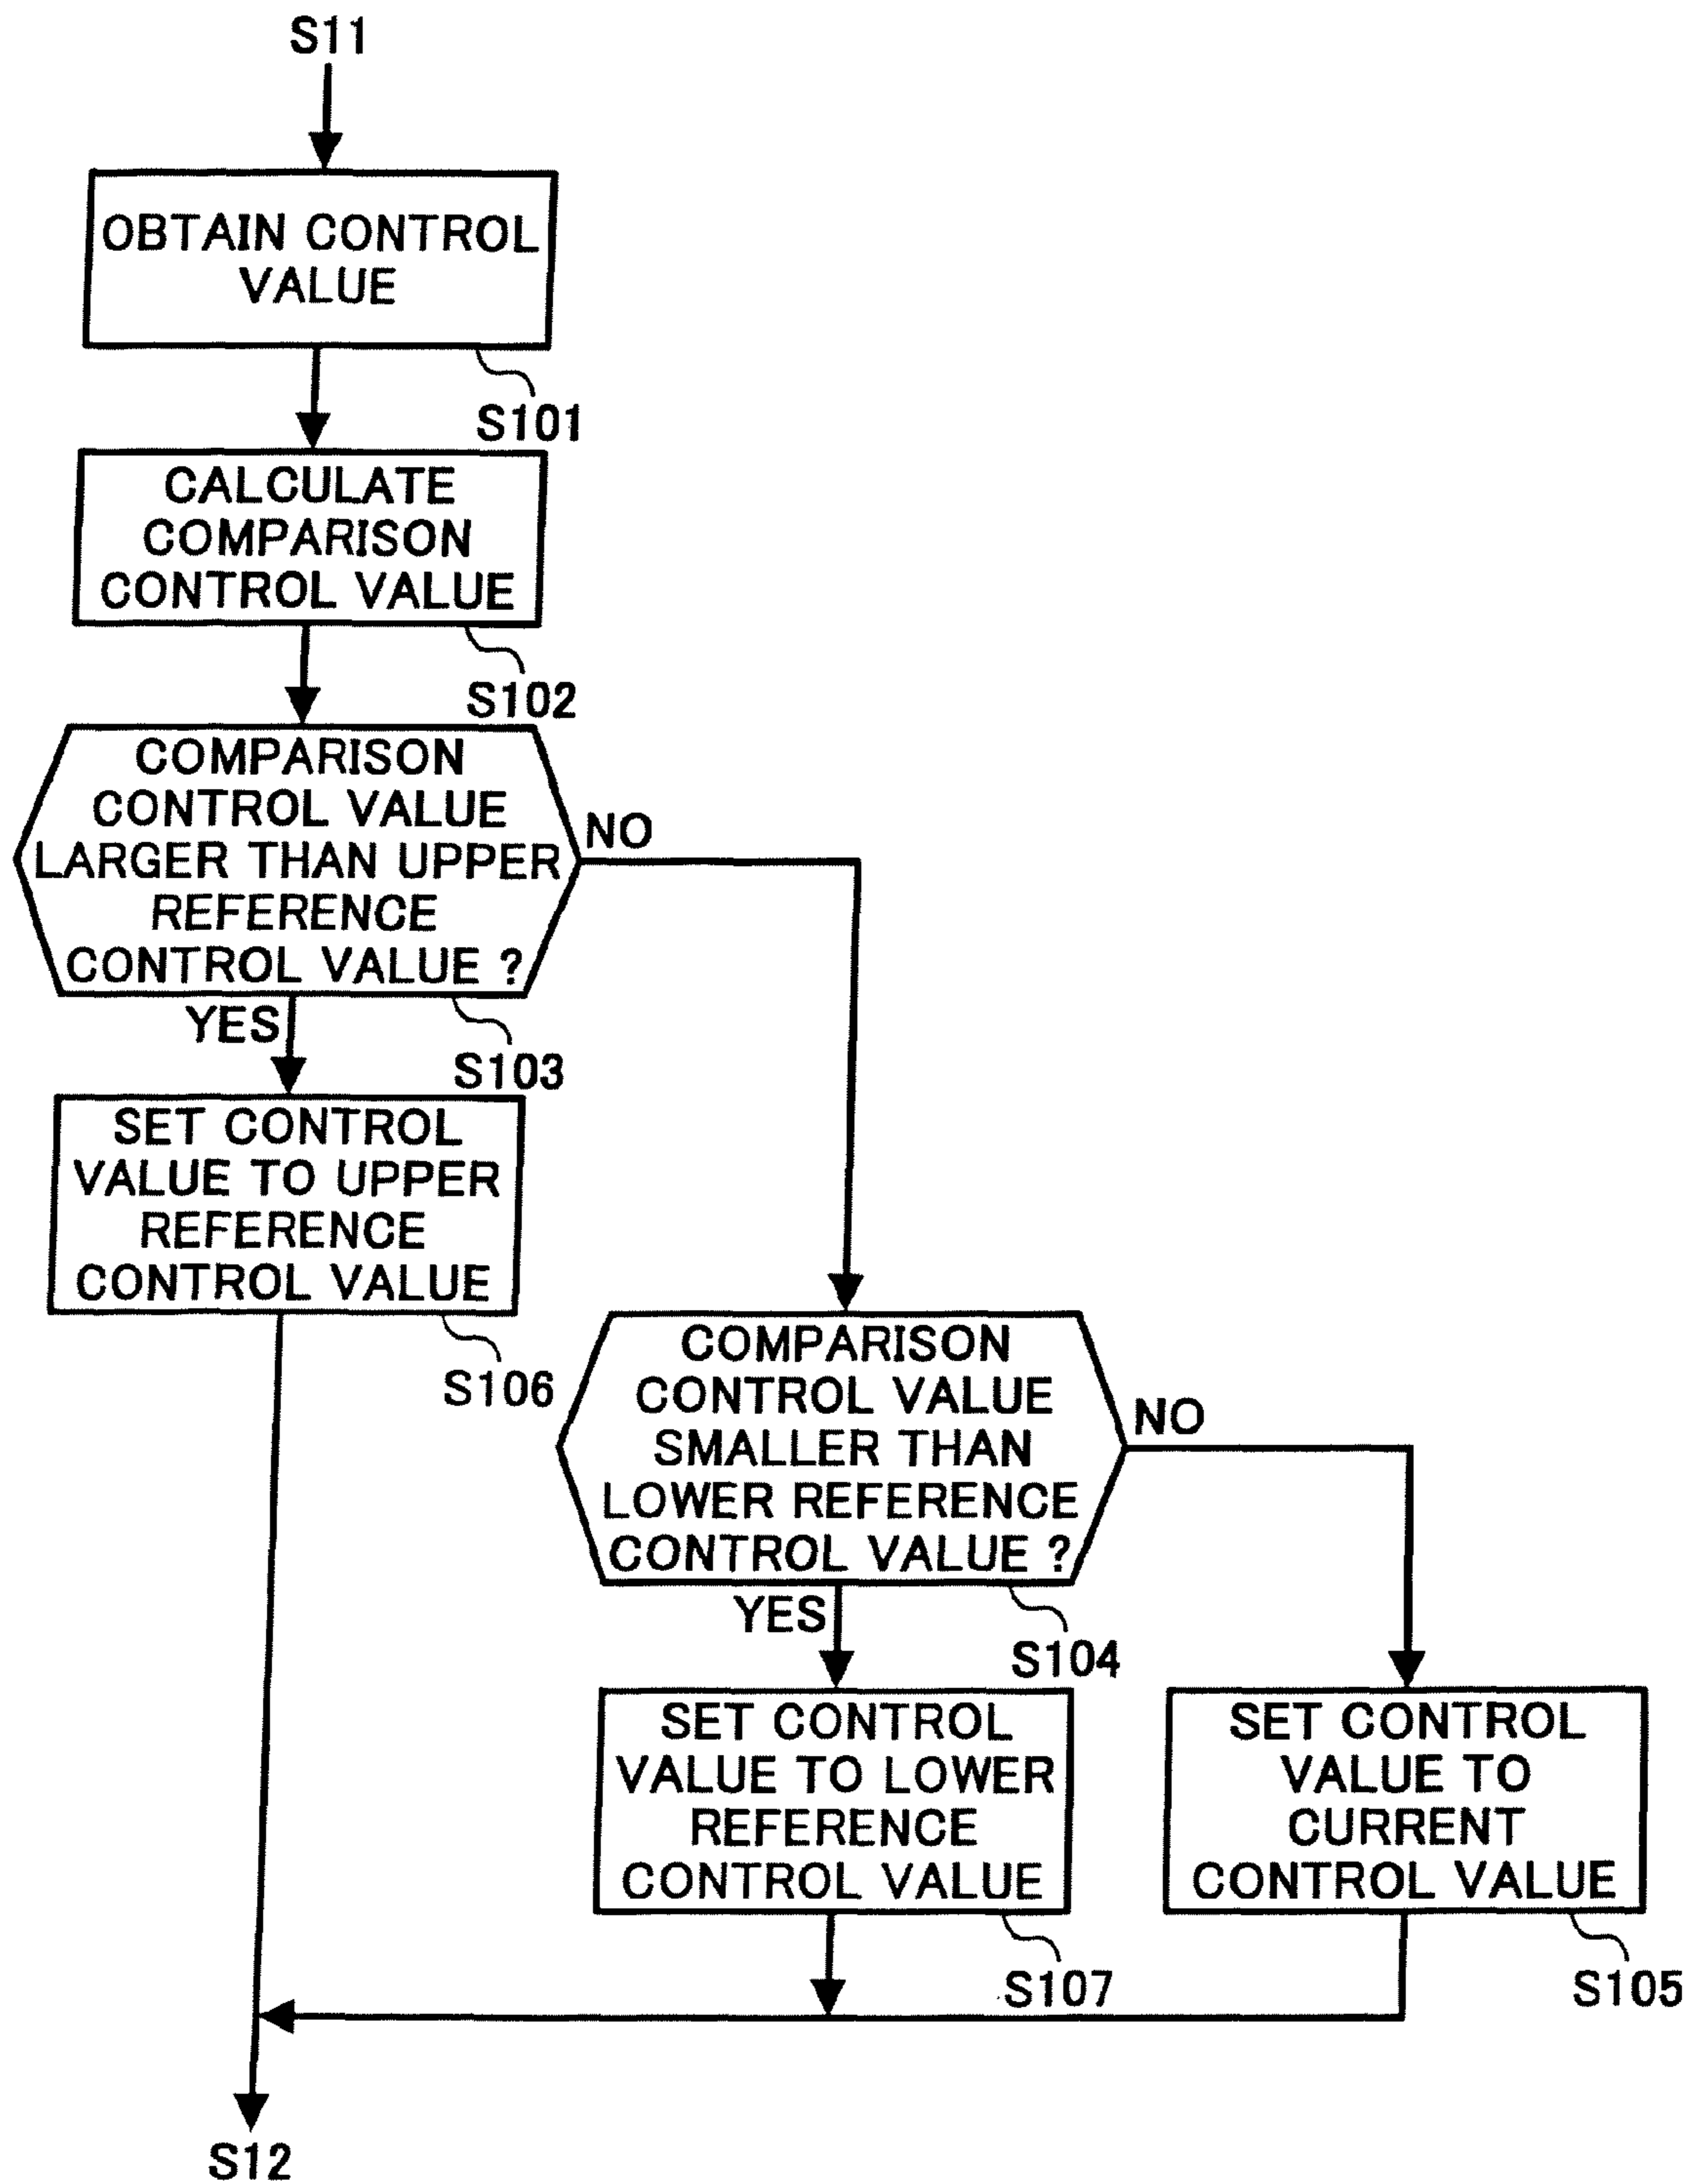 S11
OBTAIN CONTROL
VALUE
S101
CALCULATE
COMPARISON
CONTROL VALUE
S102
COMPARISON
CONTROL VALUE
LARGER THAN UPPER
REFERENCE
CONTROL VALUE ?
NO
YES
S103
SET CONTROL
VALUE TO UPPER
REFERENCE
CONTROL VALUE
S106
COMPARISON
CONTROL VALUE
SMALLER THAN
LOWER REFERENCE
CONTROL VALUE ?
NO
YES
S104
SET CONTROL
VALUE TO LOWER
REFERENCE
CONTROL VALUE
S107
SET CONTROL
VALUE TO
CURRENT
CONTROL VALUE
S105
S12